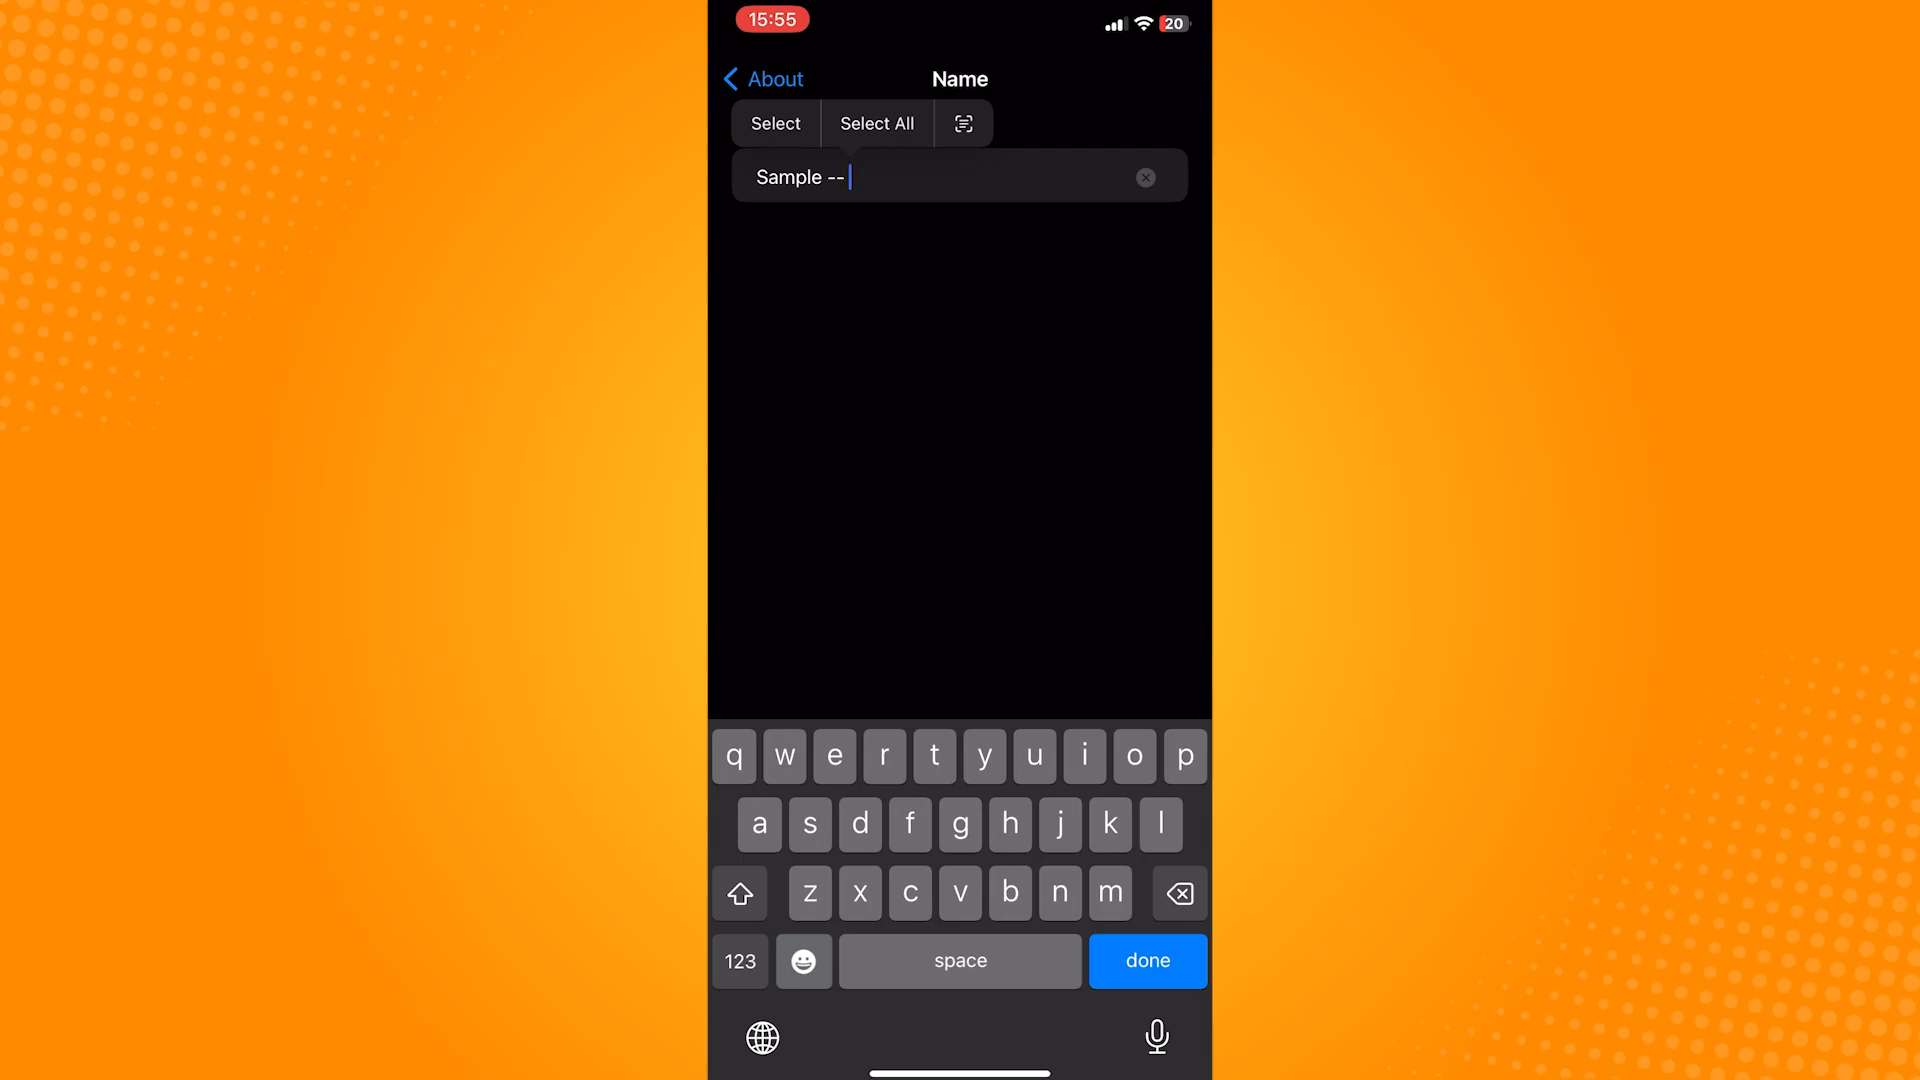 15:55 20
About Name
Select Select All
Sample --
q w e r t y u i o p
a s d f g h j k l
z x c v b n m
123 space done